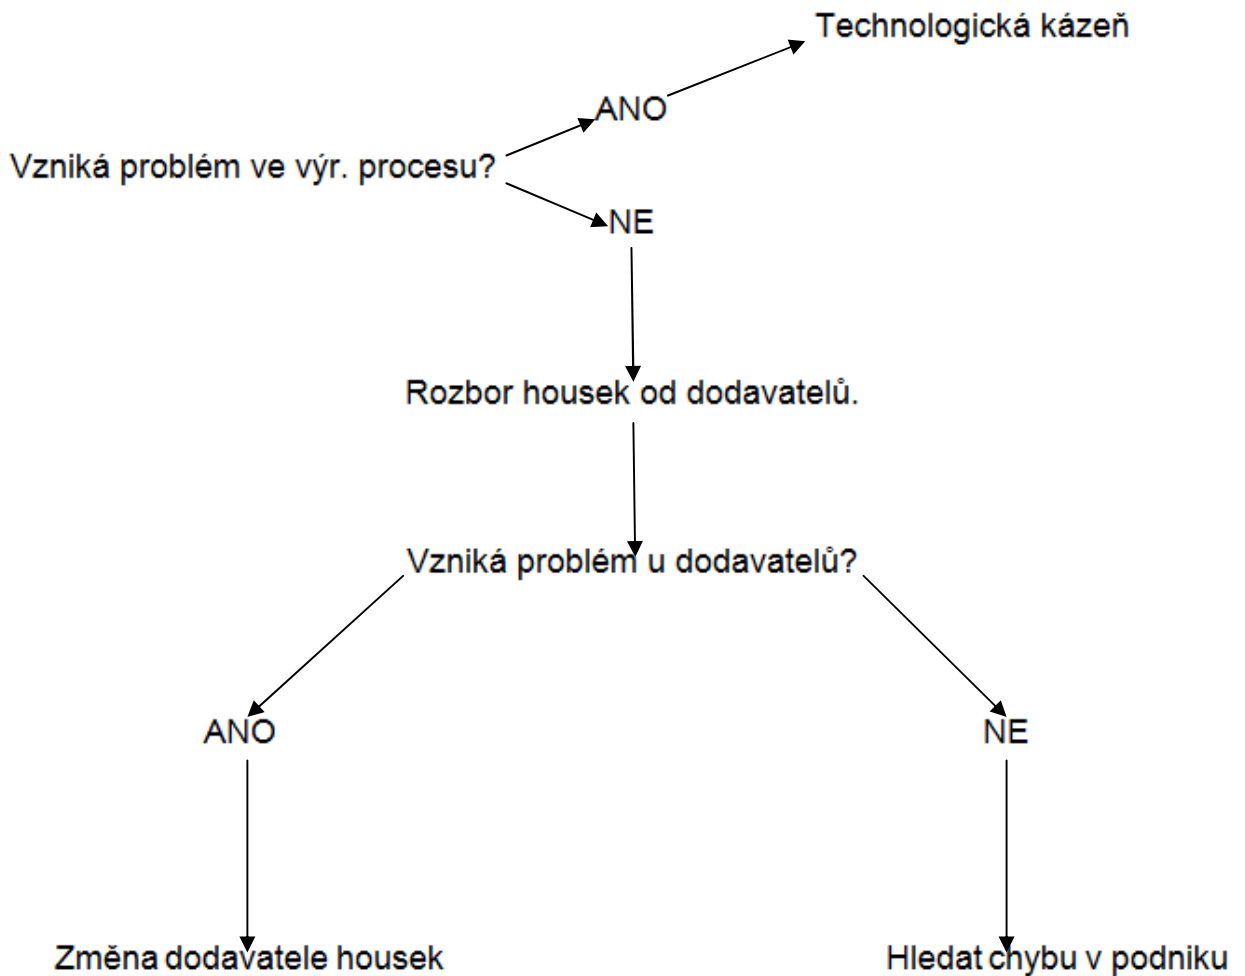 Technologická kázeň
ANO
Vzniká problém ve výr. procesu?
NE
Rozbor housek od dodavatelů.
Vzniká problém u dodavatelů?
ANO
NE
Změna dodavatele housek
Hledat chybu v podniku